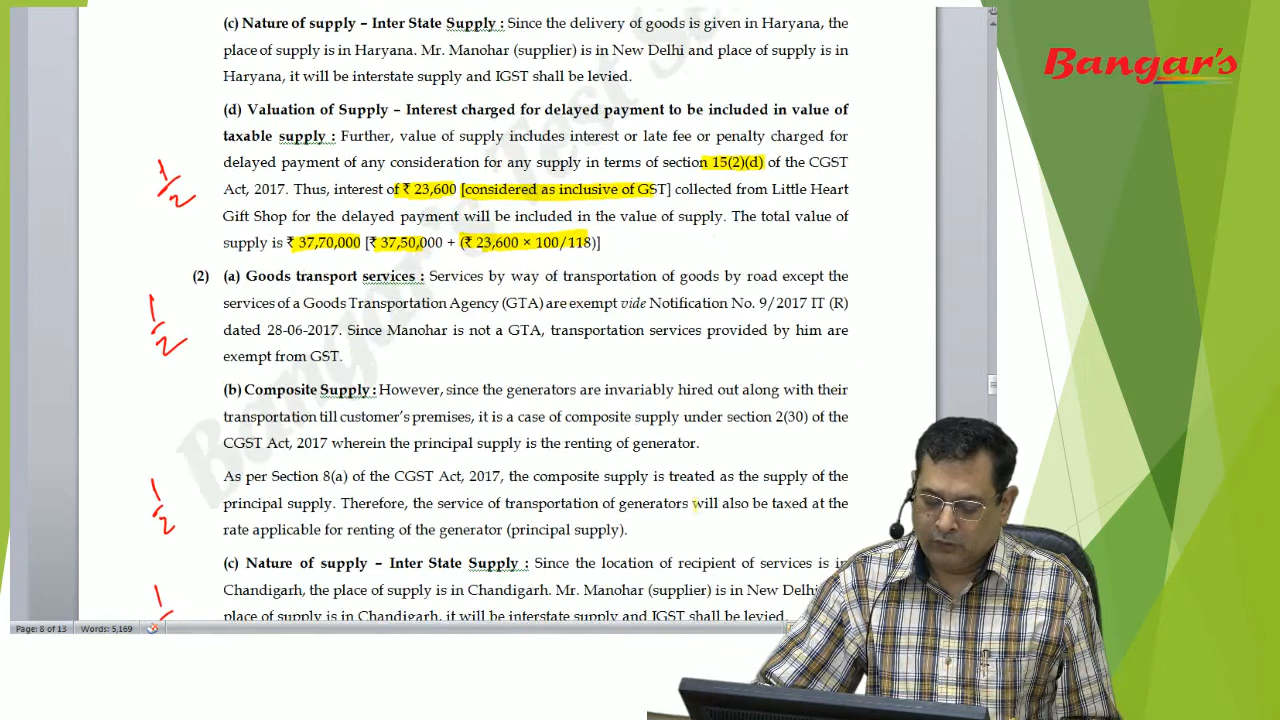 (c) Nature of supply – Inter State Supply : Since the delivery of goods is given in Haryana, the
place of supply is in Haryana. Mr. Manohar (supplier) is in New Delhi and place of supply is in
Haryana, it will be interstate supply and IGST shall be levied.
Bangar's
(d) Valuation of Supply – Interest charged for delayed payment to be included in value of
taxable supply : Further, value of supply includes interest or late fee or penalty charged for
delayed payment of any consideration for any supply in terms of section 15(2)(d) of the CGST
Act, 2017. Thus, interest of ₹ 23,600 [considered as inclusive of GST] collected from Little Heart
Gift Shop for the delayed payment will be included in the value of supply. The total value of
supply is ₹ 37,70,000 [₹ 37,50,000 + (₹ 23,600 × 100/118)]
1/2
(2) (a) Goods transport services : Services by way of transportation of goods by road except the
services of a Goods Transportation Agency (GTA) are exempt vide Notification No. 9/2017 IT (R)
dated 28-06-2017. Since Manohar is not a GTA, transportation services provided by him are
exempt from GST.
1/2
(b) Composite Supply : However, since the generators are invariably hired out along with their
transportation till customer's premises, it is a case of composite supply under section 2(30) of the
CGST Act, 2017 wherein the principal supply is the renting of generator.
As per Section 8(a) of the CGST Act, 2017, the composite supply is treated as the supply of the
principal supply. Therefore, the service of transportation of generators will also be taxed at the
rate applicable for renting of the generator (principal supply).
1/2
(c) Nature of supply – Inter State Supply : Since the location of recipient of services is in
Chandigarh, the place of supply is in Chandigarh. Mr. Manohar (supplier) is in New Delhi
place of supply is in Chandigarh, it will be interstate supply and IGST shall be levied.
Page: 8 of 13 Words: 5,169